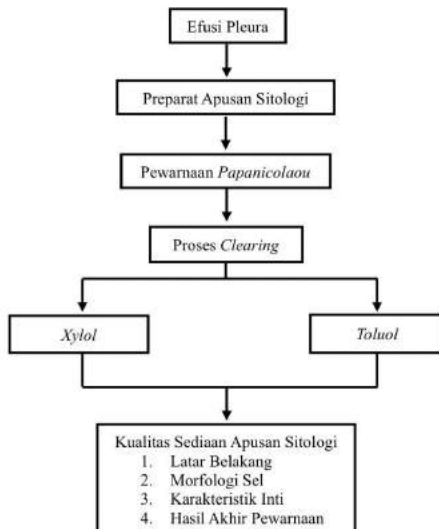 Efusi Pleura
Preparat Apusan Sitologi
Pewarnaan Papanicolaou
Proses Clearing
Xylol
Toluol
Kualitas Sediaan Apusan Sitologi
1. Latar Belakang
2. Morfologi Sel
3. Karakteristik Inti
4. Hasil Akhir Pewarnaan